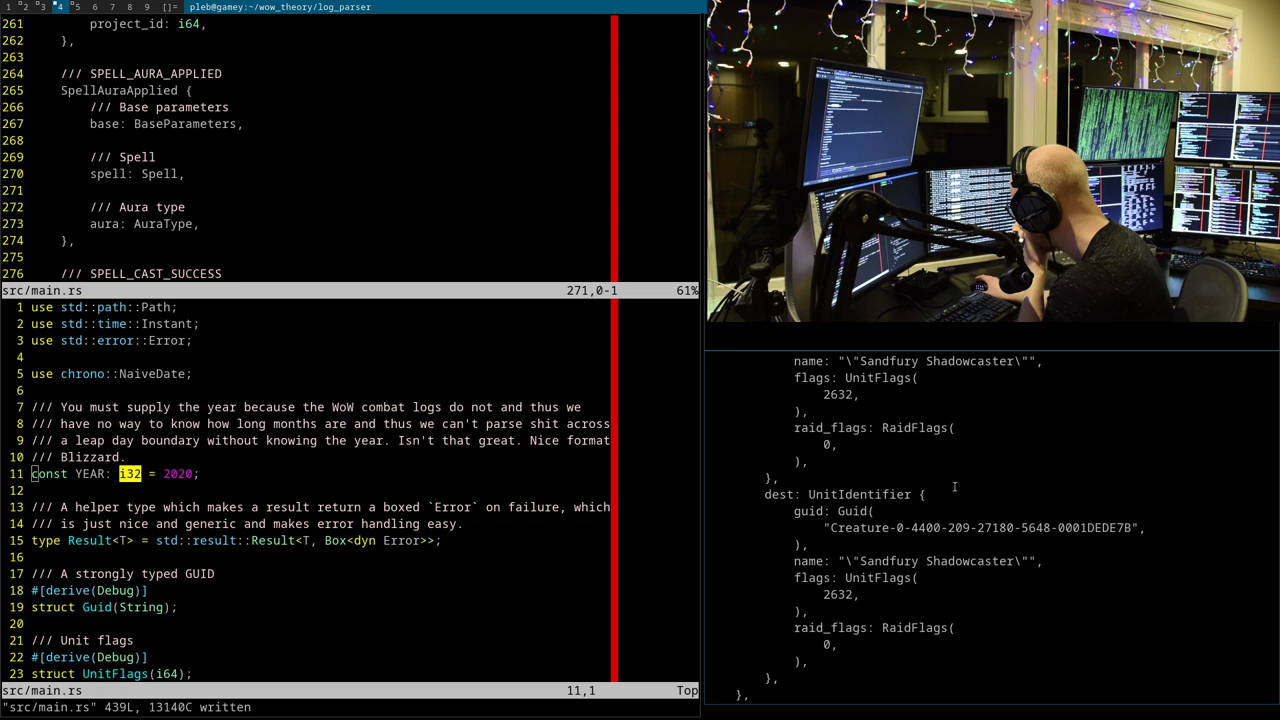 1 2 3 4 5 6 7 8 9 []= pleb@gamey:~/wow_theory/log_parser
261         project_id: i64,
262     },
263
264     /// SPELL_AURA_APPLIED
265     SpellAuraApplied {
266         /// Base parameters
267         base: BaseParameters,
268
269         /// Spell
270         spell: Spell,
271
272         /// Aura type
273         aura: AuraType,
274     },
275
276     /// SPELL_CAST_SUCCESS
src/main.rs 271,0-1 61%
1 use std::path::Path;
2 use std::time::Instant;
3 use std::error::Error;
4
5 use chrono::NaiveDate;
6
7 /// You must supply the year because the WoW combat logs do not and thus we
8 /// have no way to know how long months are and thus we can't parse shit across
9 /// a leap day boundary without knowing the year. Isn't that great. Nice format
10 /// Blizzard.
11 const YEAR: i32 = 2020;
12
13 /// A helper type which makes a result return a boxed `Error` on failure, which
14 /// is just nice and generic and makes error handling easy.
15 type Result<T> = std::result::Result<T, Box<dyn Error>>;
16
17 /// A strongly typed GUID
18 #[derive(Debug)]
19 struct Guid(String);
20
21 /// Unit flags
22 #[derive(Debug)]
23 struct UnitFlags(i64);
src/main.rs 11,1 Top
"src/main.rs" 439L, 13140C written
name: "\"Sandfury Shadowcaster\"",
flags: UnitFlags(
2632,
),
raid_flags: RaidFlags(
0,
),
},
dest: UnitIdentifier {
guid: Guid(
"Creature-0-4400-209-27180-5648-0001DEDE7B",
),
name: "\"Sandfury Shadowcaster\"",
flags: UnitFlags(
2632,
),
raid_flags: RaidFlags(
0,
),
},
},